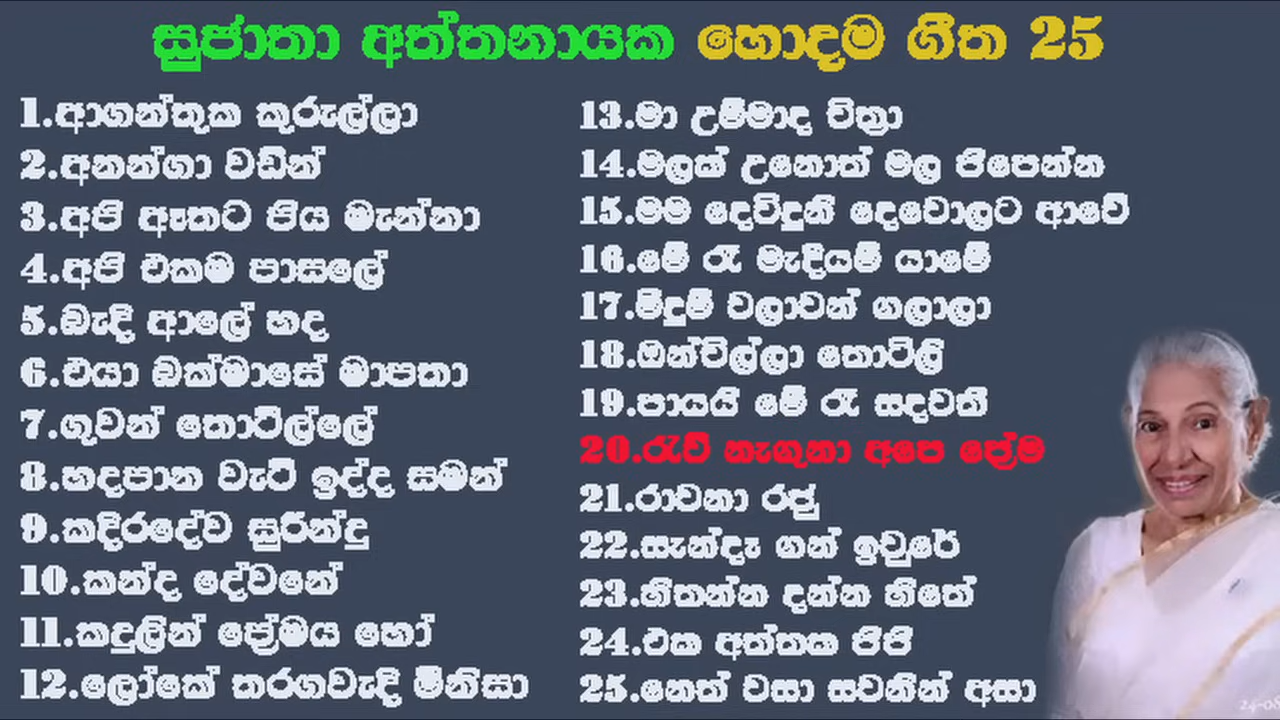 සුජාතා අත්තනායක හොදම ගීත 25
1.ආගන්තුක කුරුල්ලා
2.අනන්ගා වඩින්
3.අපි ඈතට පිය මැන්නා
4.අපි එකම පාසලේ
5.බැදි ආලේ හද
6.එයා බක්මාසේ මාපතා
7.ගුවන් තොටිල්ලේ
8.හදපාන වැටී ඉද්ද සමන්
9.කදිරදේව සුරින්දු
10.කන්ද දේවනේ
11.කදුලින් ප්‍රේමය හෝ
12.ලෝකේ තරගවැදී මිනිසා
13.මා උම්මාද චිත්‍රා
14.මලක් උනොත් මල පිපෙන්න
15.මම දෙවිදුනි දෙවොලට ආවේ
16.මේ රෑ මැදියම් යාමේ
17.මිදුම් වලාවන් ගලාලා
18.ඔන්චිල්ලා තොටිලි
19.පායයි මේ රෑ සඳවතී
20.රැව් නැගුනා අපෙ ප්‍රේම
21.රාවනා රජු
22.සැන්දෑ ගන් ඉවුරේ
23.හිතන්න දන්න හිතේ
24.එක අත්තක පිපී
25.නෙත් වසා සවනින් අසා